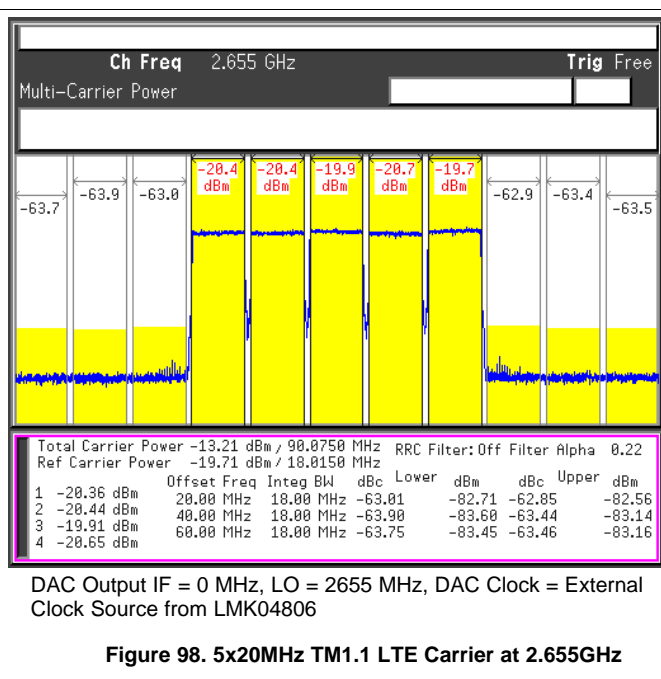 Ch Freq 2.655 GHz Trig Free
Multi-Carrier Power
-20.4 dBm -20.4 dBm -19.9 dBm -20.7 dBm -19.7 dBm
-63.7 -63.9 -63.0 -62.9 -63.4 -63.5
Total Carrier Power -13.21 dBm / 90.0750 MHz RRC Filter: Off Filter Alpha 0.22
Ref Carrier Power -19.71 dBm / 18.0150 MHz
Offset Freq Integ BW dBc Lower dBm dBc Upper dBm
1 -20.36 dBm 20.00 MHz 18.00 MHz -63.01 -82.71 -62.85 -82.56
2 -20.44 dBm 40.00 MHz 18.00 MHz -63.90 -83.60 -63.44 -83.14
3 -19.91 dBm 60.00 MHz 18.00 MHz -63.75 -83.45 -63.46 -83.16
4 -20.65 dBm
DAC Output IF = 0 MHz, LO = 2655 MHz, DAC Clock = External
Clock Source from LMK04806
Figure 98. 5x20MHz TM1.1 LTE Carrier at 2.655GHz